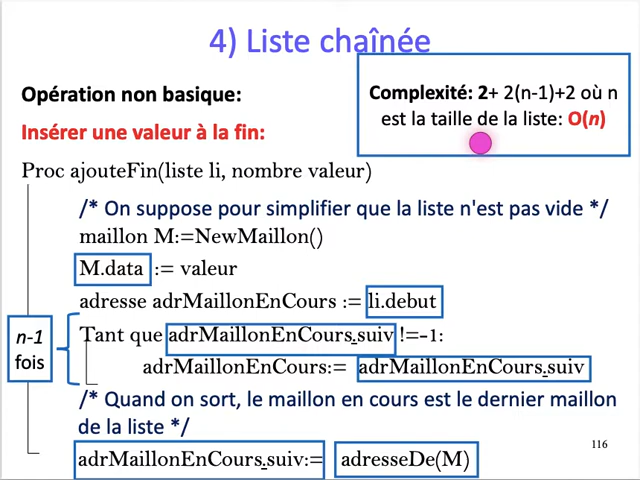 4) Liste chaînée
Complexité: 2+ 2(n-1)+2 où n
est la taille de la liste: O(n)
Opération non basique:
Insérer une valeur à la fin:
Proc ajouteFin(liste li, nombre valeur)
/* On suppose pour simplifier que la liste n'est pas vide */
maillon M:=NewMaillon()
M.data := valeur
adresse adrMaillonEnCours := li.debut
n-1
fois
Tant que adrMaillonEnCours.suiv !=-1:
adrMaillonEnCours:= adrMaillonEnCours.suiv
/* Quand on sort, le maillon en cours est le dernier maillon
de la liste */
adrMaillonEnCours.suiv:= adresseDe(M)
116